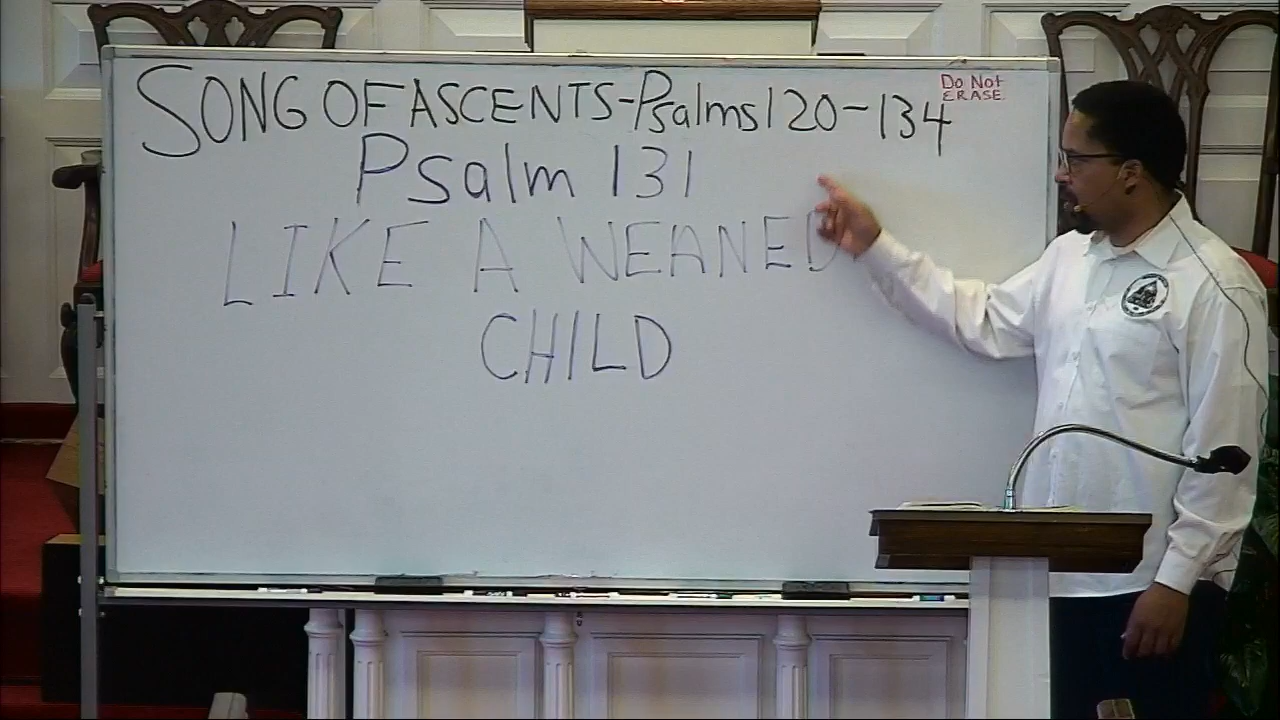 SONG OF ASCENTS-Psalms 120-134
Do Not
ERASE.
Psalm 131
LIKE A WEANED
CHILD